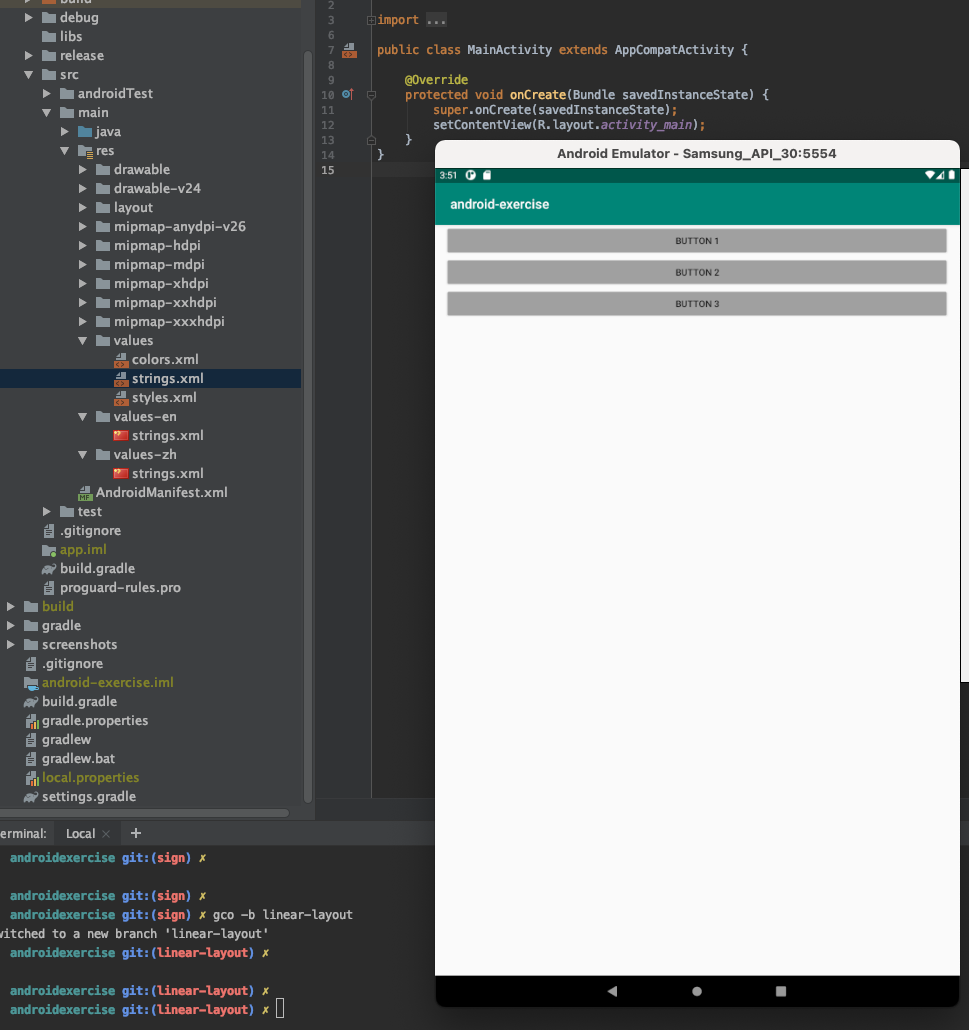 build
debug
libs
release
src
androidTest
main
java
res
drawable
drawable-v24
layout
mipmap-anydpi-v26
mipmap-hdpi
mipmap-mdpi
mipmap-xhdpi
mipmap-xxhdpi
mipmap-xxxhdpi
values
colors.xml
strings.xml
styles.xml
values-en
strings.xml
values-zh
strings.xml
AndroidManifest.xml
test
.gitignore
app.iml
build.gradle
proguard-rules.pro
build
gradle
screenshots
.gitignore
android-exercise.iml
build.gradle
gradle.properties
gradlew
gradlew.bat
local.properties
settings.gradle
2
3 import ...
6
7 public class MainActivity extends AppCompatActivity {
8
9 @Override
10 protected void onCreate(Bundle savedInstanceState) {
11 super.onCreate(savedInstanceState);
12 setContentView(R.layout.activity_main);
13 }
14 }
15
Android Emulator - Samsung_API_30:5554
3:51
android-exercise
BUTTON 1
BUTTON 2
BUTTON 3
erminal: Local × +
androidexercise git:(sign) ✗
androidexercise git:(sign) ✗
androidexercise git:(sign) ✗ gco -b linear-layout
witched to a new branch 'linear-layout'
androidexercise git:(linear-layout) ✗
androidexercise git:(linear-layout) ✗
androidexercise git:(linear-layout) ✗